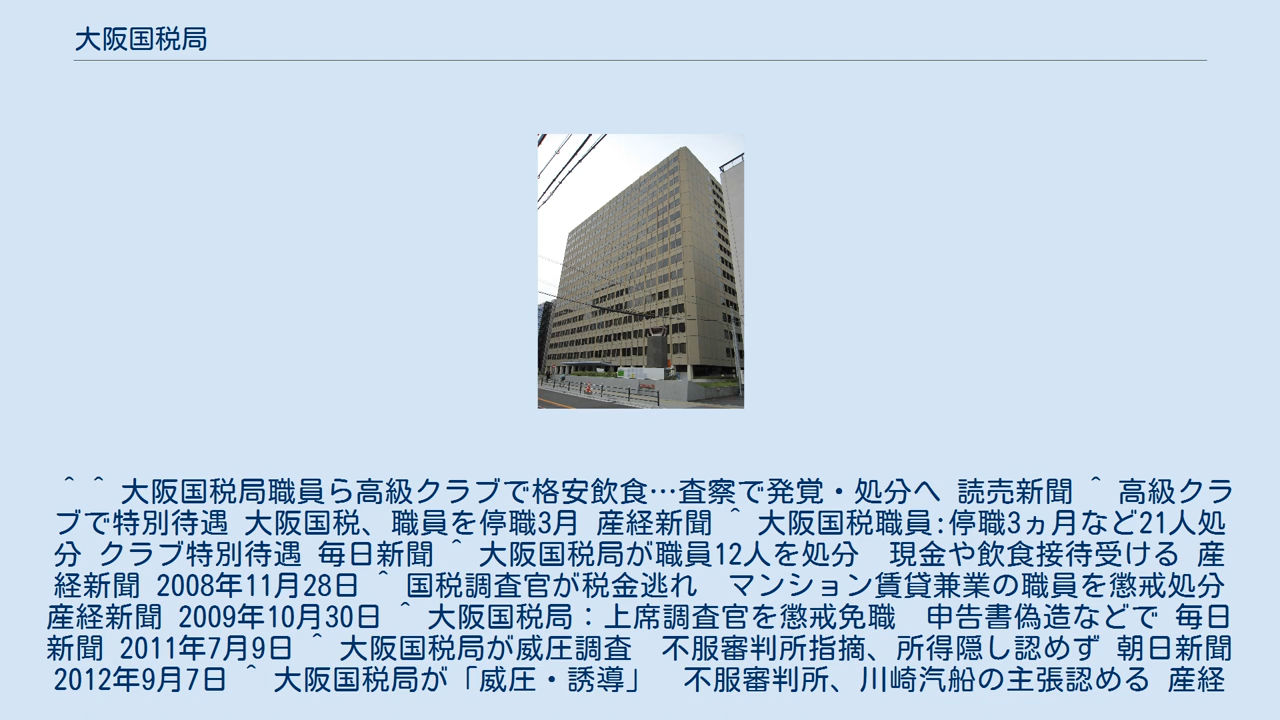 大阪国税局
＾ ＾ 大阪国税局職員ら高級クラブで格安飲食…査察で発覚・処分へ 読売新聞 ＾ 高級クラ
ブで特別待遇 大阪国税、職員を停職3月 産経新聞 ＾ 大阪国税職員:停職3ヵ月など21人処
分 クラブ特別待遇 毎日新聞 ＾ 大阪国税局が職員12人を処分　現金や飲食接待受ける 産
経新聞 2008年11月28日 ＾ 国税調査官が税金逃れ　マンション賃貸兼業の職員を懲戒処分
産経新聞 2009年10月30日 ＾ 大阪国税局：上席調査官を懲戒免職　申告書偽造などで 毎日
新聞 2011年7月9日 ＾ 大阪国税局が威圧調査　不服審判所指摘、所得隠し認めず 朝日新聞
2012年9月7日 ＾ 大阪国税局が「威圧・誘導」　不服審判所、川崎汽船の主張認める 産経